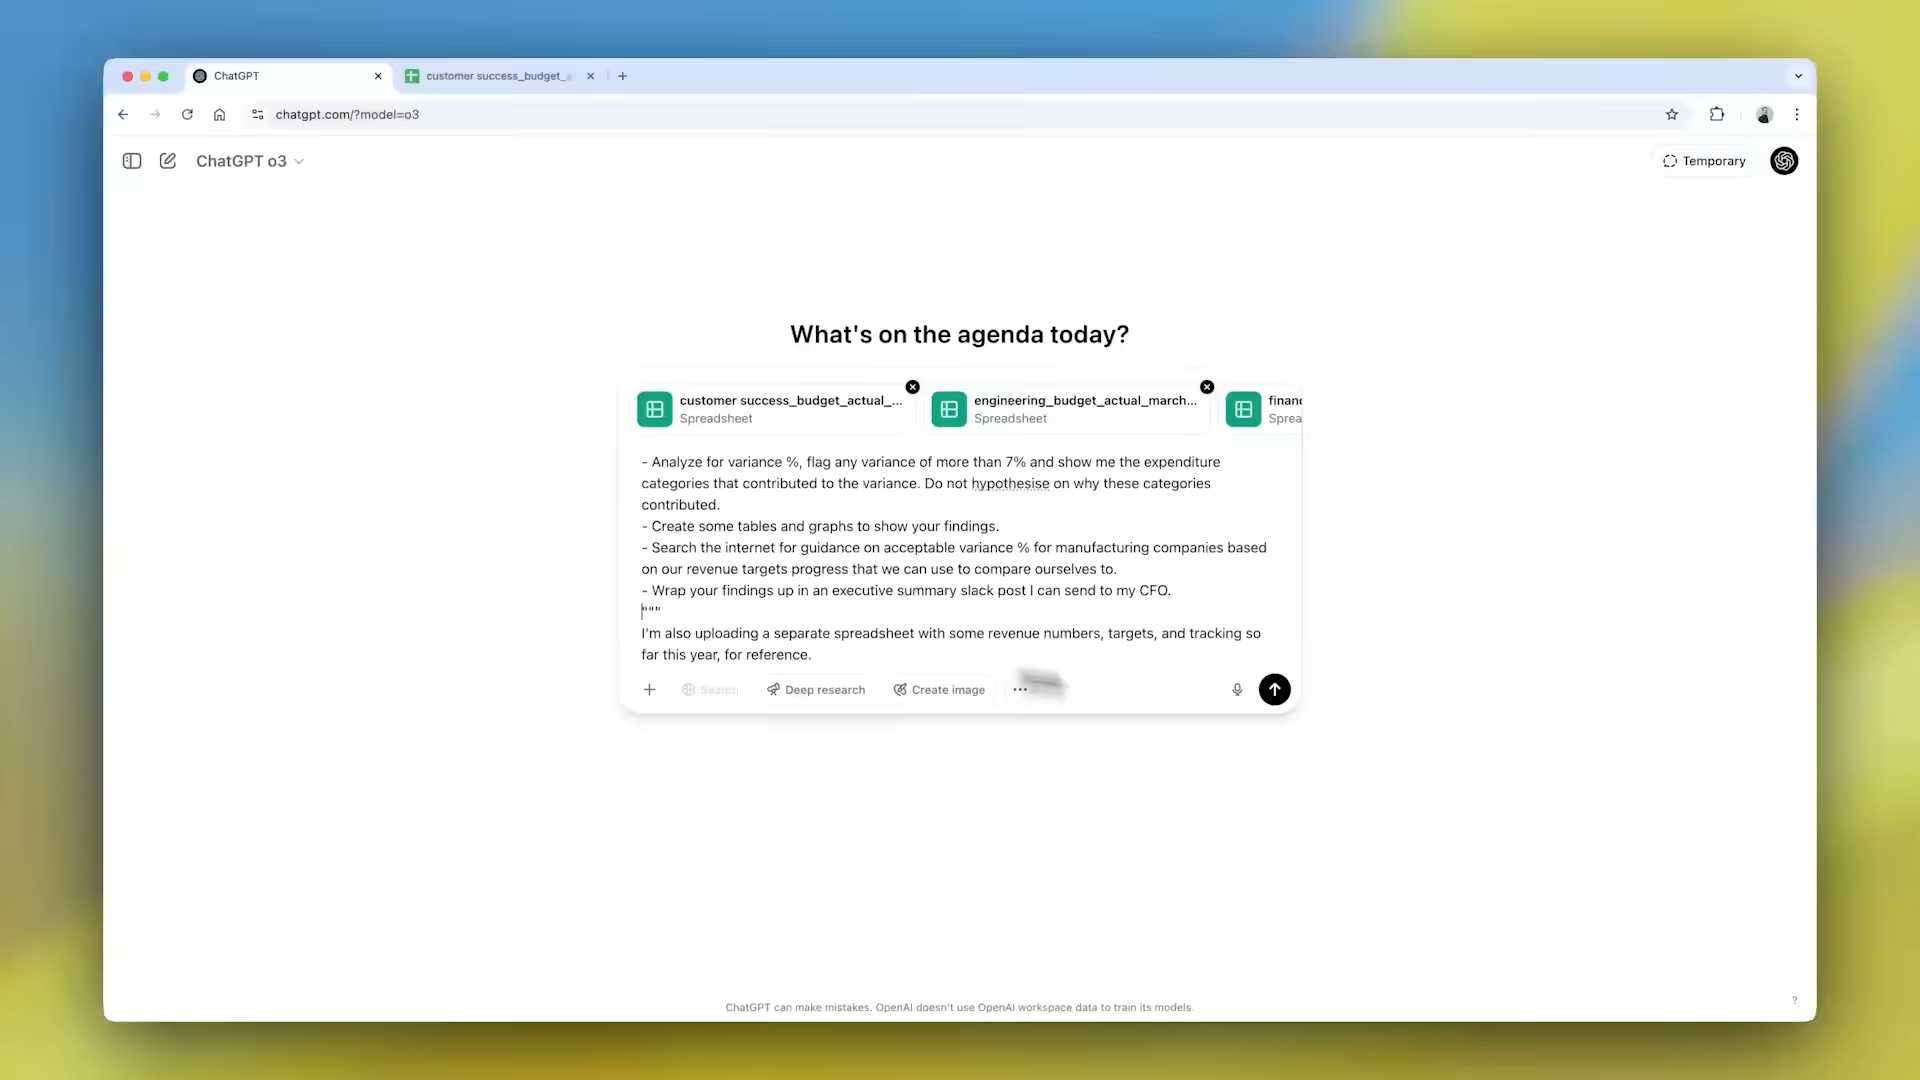 ChatGPT
customer success_budget_
chatgpt.com/?model=o3
ChatGPT o3
Temporary
What's on the agenda today?
customer success_budget_actual_...
Spreadsheet
engineering_budget_actual_march...
Spreadsheet
finan
Sprea
- Analyze for variance %, flag any variance of more than 7% and show me the expenditure
categories that contributed to the variance. Do not hypothesise on why these categories
contributed.
- Create some tables and graphs to show your findings.
- Search the internet for guidance on acceptable variance % for manufacturing companies based
on our revenue targets progress that we can use to compare ourselves to.
- Wrap your findings up in an executive summary slack post I can send to my CFO.
"""
I'm also uploading a separate spreadsheet with some revenue numbers, targets, and tracking so
far this year, for reference.
Search
Deep research
Create image
ChatGPT can make mistakes. OpenAI doesn't use OpenAI workspace data to train its models.
?